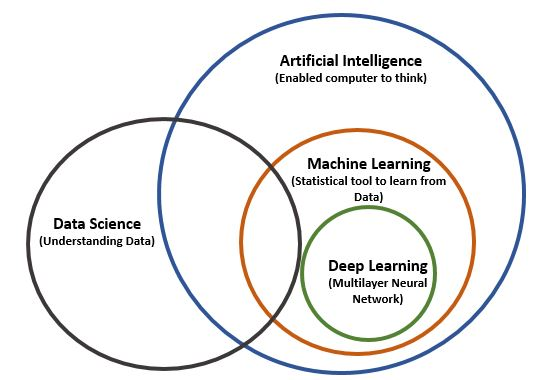 Artificial Intelligence
(Enabled computer to think)
Machine Learning
(Statistical tool to learn from
Data)
Data Science
(Understanding Data)
Deep Learning
(Multilayer Neural
Network)